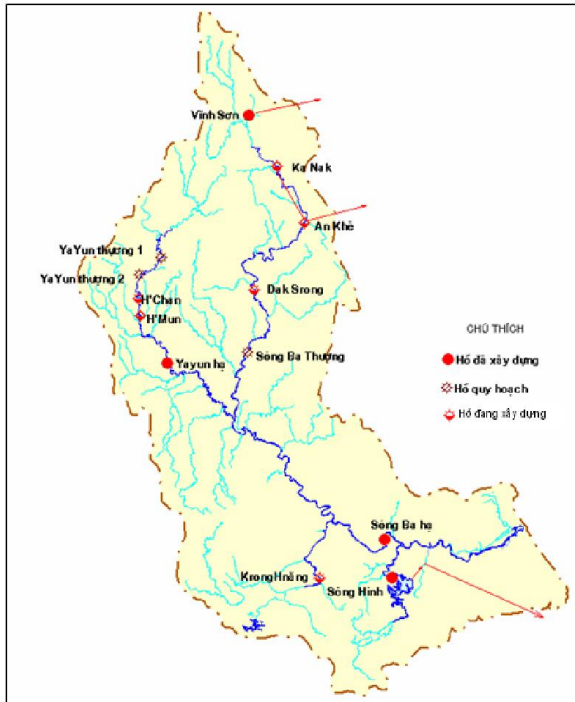 Vĩnh Sơn
Ka Nak
An Khê
YaYun thượng 1
YaYun thượng 2
H'Chan
Dak Srong
H'Mun
Sông Ba Thượng
Yayun hạ
CHÚ THÍCH
Hồ đã xây dựng
Hồ quy hoạch
Hồ đang xây dựng
Sông Ba hạ
KrongHnăng
Sông Hinh